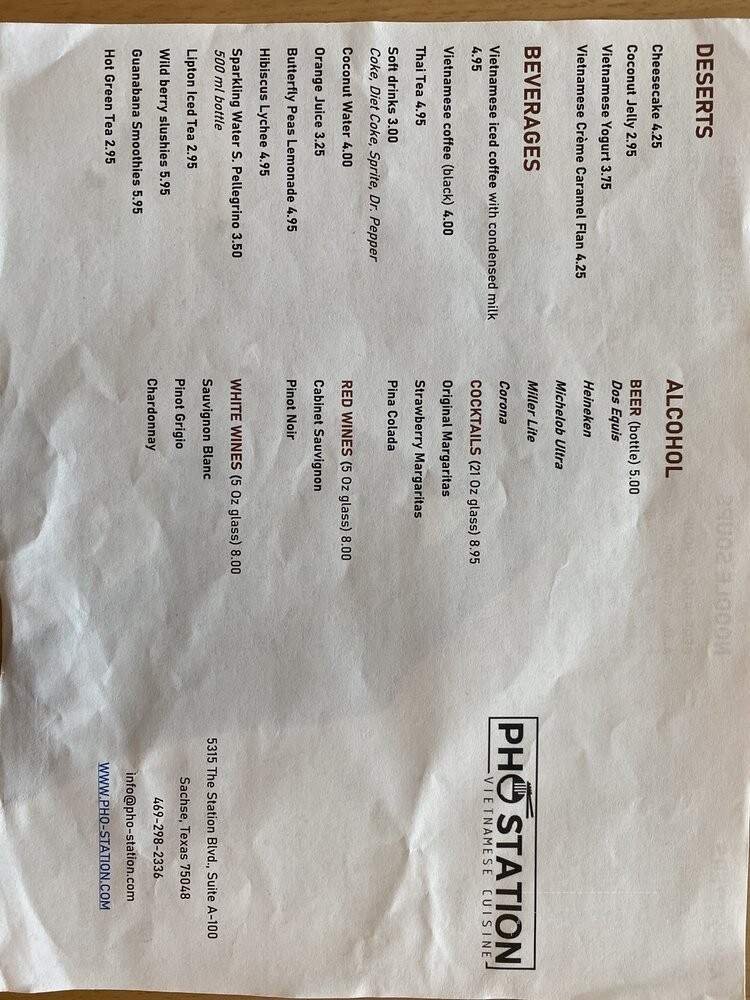 DESERTS
Cheesecake 4.25
Coconut Jelly 2.95
Vietnamese Yogurt 3.75
Vietnamese Crème Caramel Flan 4.25
BEVERAGES
Vietnamese iced coffee with condensed milk
4.95
Vietnamese coffee (black) 4.00
Thai Tea 4.95
Soft drinks 3.00
Coke, Diet Coke, Sprite, Dr. Pepper
Coconut Water 4.00
Orange Juice 3.25
Butterfly Peas Lemonade 4.95
Hibiscus Lychee 4.95
Sparkling Water S. Pellegrino 3.50
500 ml bottle
Lipton Iced Tea 2.95
Wild berry slushies 5.95
Guanabana Smoothies 5.95
Hot Green Tea 2.95
ALCOHOL
BEER (bottle) 5.00
Dos Equis
Heineken
Michelob Ultra
Miller Lite
Corona
COCKTAILS (21 Oz glass) 8.95
Original Margaritas
Strawberry Margaritas
Pina Colada
RED WINES (5 Oz glass) 8.00
Cabinet Sauvignon
Pinot Noir
WHITE WINES (5 Oz glass) 8.00
Sauvignon Blanc
Pinot Grigio
Chardonnay
PHO STATION
VIETNAMESE CUISINE
5315 The Station Blvd., Suite A-100
Sachse, Texas 75048
469-298-2336
info@pho-station.com
WWW.PHO-STATION.COM